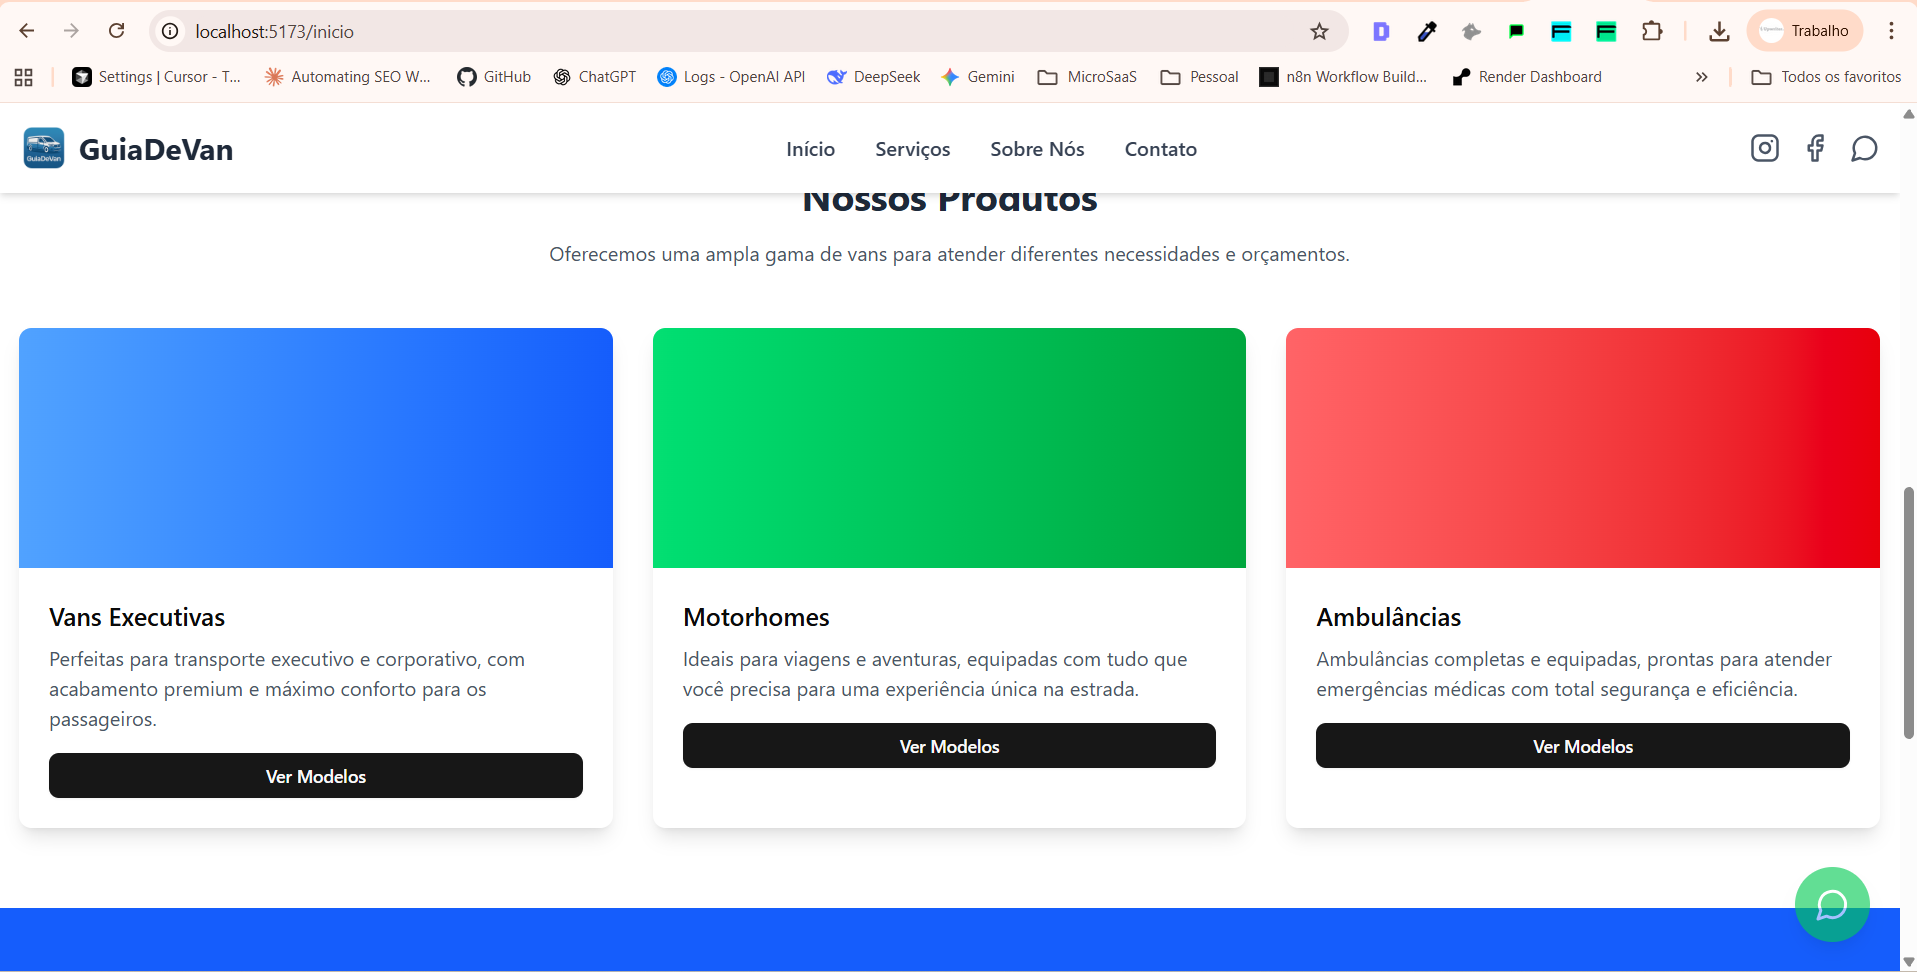 localhost:5173/inicio
Trabalho
Settings | Cursor - T...
Automating SEO W...
GitHub
ChatGPT
Logs - OpenAI API
DeepSeek
Gemini
MicroSaaS
Pessoal
n8n Workflow Build...
Render Dashboard
Todos os favoritos
GuiaDeVan
GuiaDeVan
Início
Serviços
Sobre Nós
Contato
Nossos Produtos
Oferecemos uma ampla gama de vans para atender diferentes necessidades e orçamentos.
Vans Executivas
Perfeitas para transporte executivo e corporativo, com
acabamento premium e máximo conforto para os
passageiros.
Ver Modelos
Motorhomes
Ideais para viagens e aventuras, equipadas com tudo que
você precisa para uma experiência única na estrada.
Ver Modelos
Ambulâncias
Ambulâncias completas e equipadas, prontas para atender
emergências médicas com total segurança e eficiência.
Ver Modelos